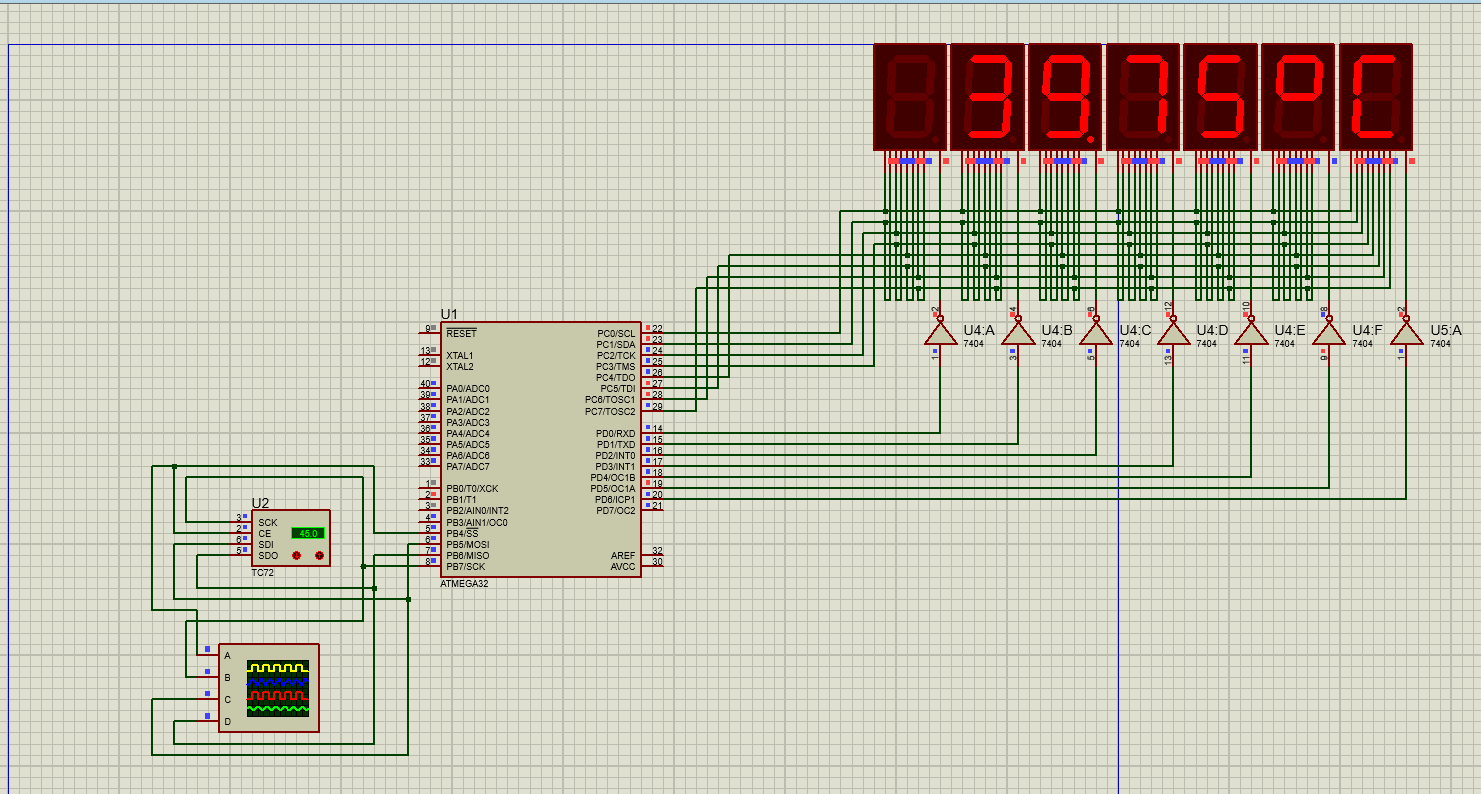 39.75°C
2 4 6 12 10 8 2
U4:A U4:B U4:C U4:D U4:E U4:F U5:A
7404 7404 7404 7404 7404 7404 7404
1 3 5 13 11 9 1
U1
9 RESET PC0/SCL 22
PC1/SDA 23
13 XTAL1 PC2/TCK 24
12 XTAL2 PC3/TMS 25
PC4/TDO 26
40 PA0/ADC0 PC5/TDI 27
39 PA1/ADC1 PC6/TOSC1 28
38 PA2/ADC2 PC7/TOSC2 29
37 PA3/ADC3
36 PA4/ADC4 PD0/RXD 14
35 PA5/ADC5 PD1/TXD 15
34 PA6/ADC6 PD2/INT0 16
33 PA7/ADC7 PD3/INT1 17
PD4/OC1B 18
1 PB0/T0/XCK PD5/OC1A 19
2 PB1/T1 PD6/ICP1 20
3 PB2/AIN0/INT2 PD7/OC2 21
4 PB3/AIN1/OC0
5 PB4/SS
6 PB5/MOSI
7 PB6/MISO AREF 32
8 PB7/SCK AVCC 30
ATMEGA32
U2
3 SCK
2 CE 45.0
6 SDI
5 SDO
TC72
A
B
C
D